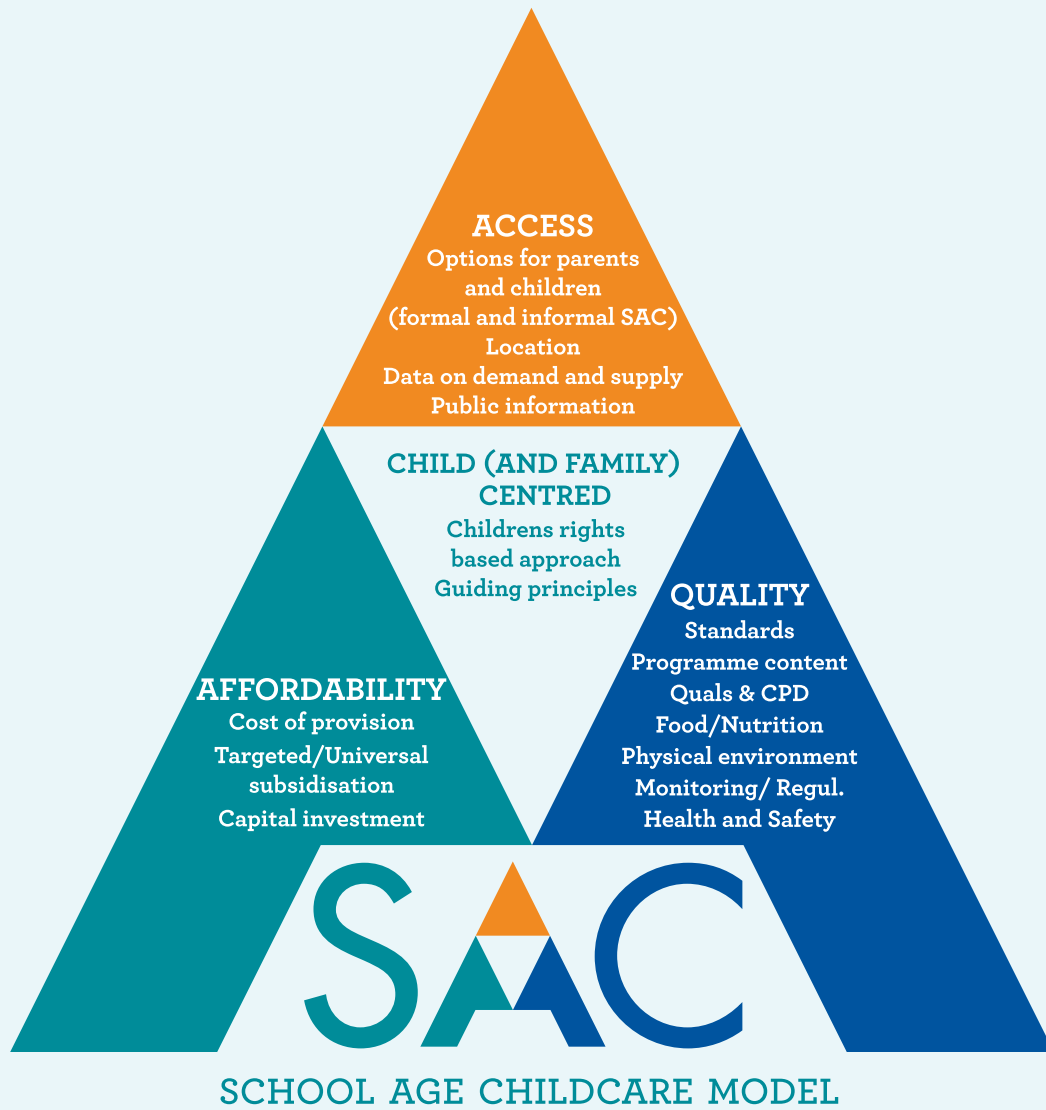 ACCESS
Options for parents
and children
(formal and informal SAC)
Location
Data on demand and supply
Public information
CHILD (AND FAMILY)
CENTRED
Childrens rights
based approach
Guiding principles
AFFORDABILITY
Cost of provision
Targeted/Universal
subsidisation
Capital investment
QUALITY
Standards
Programme content
Quals & CPD
Food/Nutrition
Physical environment
Monitoring/ Regul.
Health and Safety
SAC
SCHOOL AGE CHILDCARE MODEL